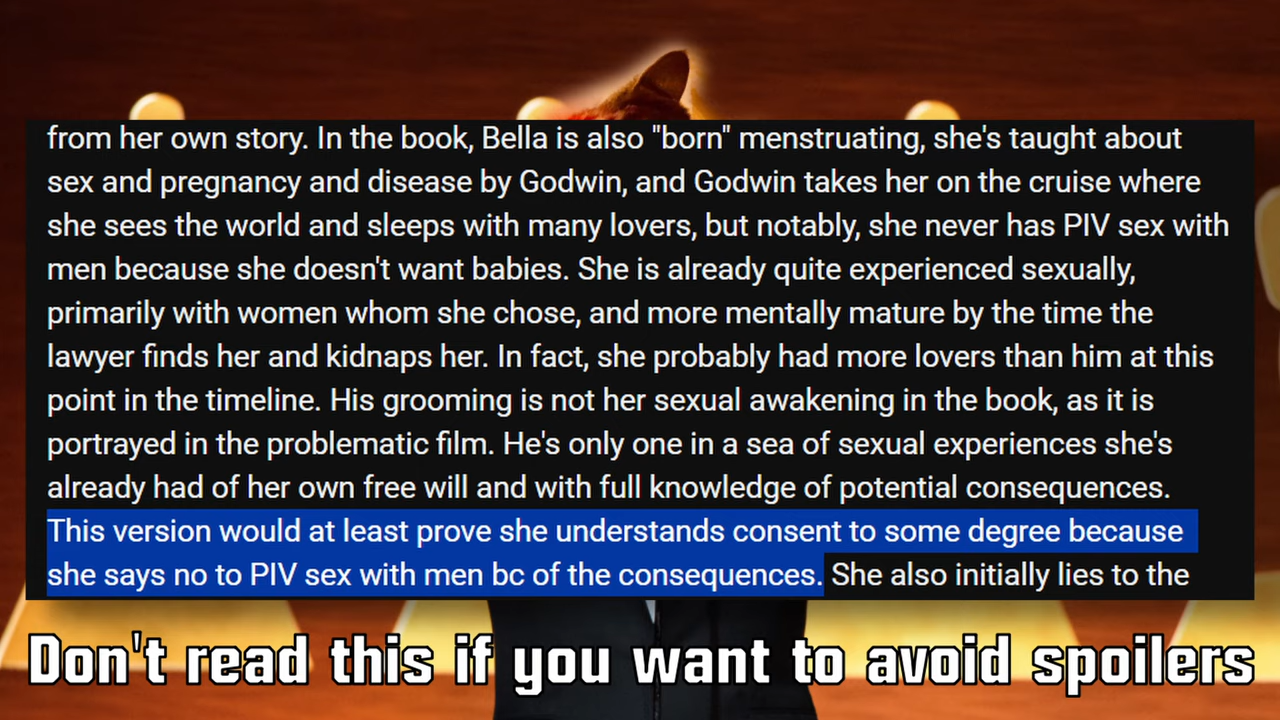 from her own story. In the book, Bella is also "born" menstruating, she's taught about
sex and pregnancy and disease by Godwin, and Godwin takes her on the cruise where
she sees the world and sleeps with many lovers, but notably, she never has PIV sex with
men because she doesn't want babies. She is already quite experienced sexually,
primarily with women whom she chose, and more mentally mature by the time the
lawyer finds her and kidnaps her. In fact, she probably had more lovers than him at this
point in the timeline. His grooming is not her sexual awakening in the book, as it is
portrayed in the problematic film. He's only one in a sea of sexual experiences she's
already had of her own free will and with full knowledge of potential consequences.
This version would at least prove she understands consent to some degree because
she says no to PIV sex with men bc of the consequences. She also initially lies to the
Don't read this if you want to avoid spoilers